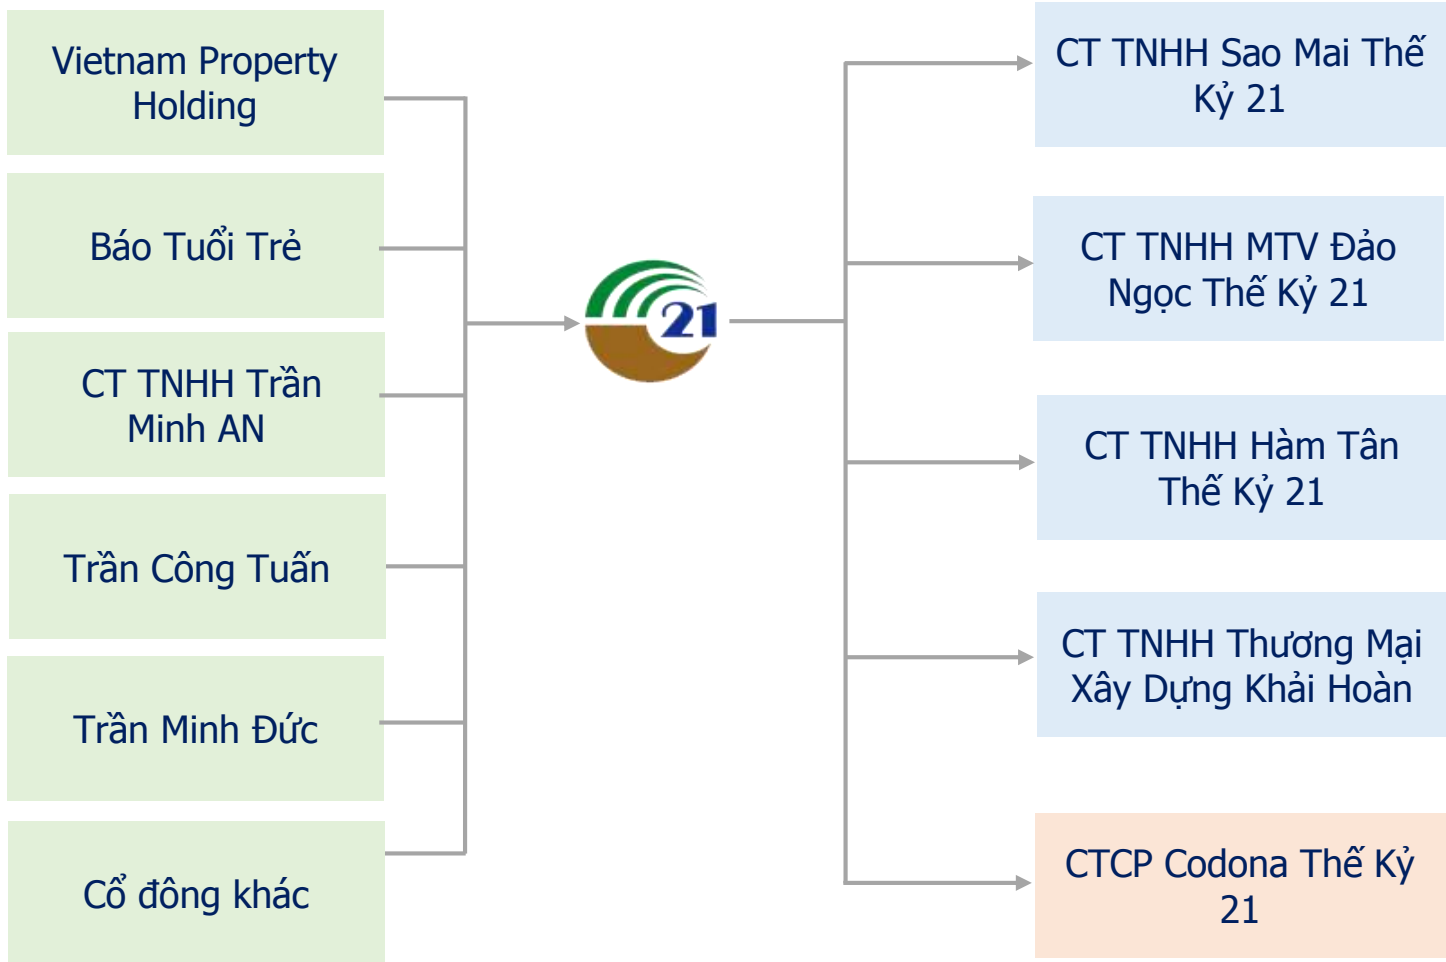 Vietnam Property
Holding
Báo Tuổi Trẻ
CT TNHH Trần
Minh AN
Trần Công Tuấn
Trần Minh Đức
Cổ đông khác
21
CT TNHH Sao Mai Thế
Kỷ 21
CT TNHH MTV Đảo
Ngọc Thế Kỷ 21
CT TNHH Hàm Tân
Thế Kỷ 21
CT TNHH Thương Mại
Xây Dựng Khải Hoàn
CTCP Codona Thế Kỷ
21